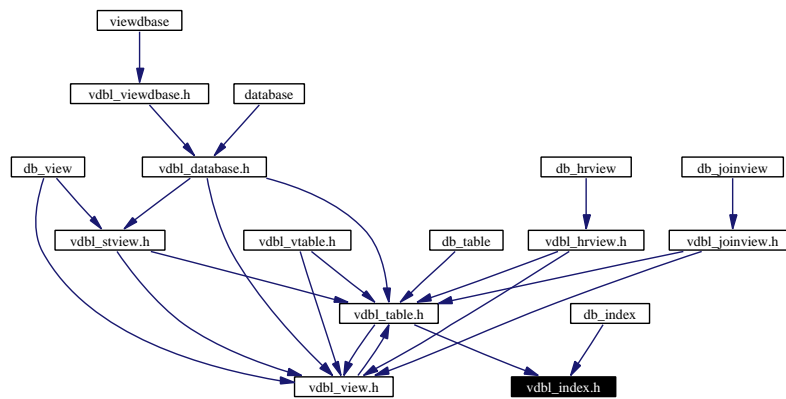 viewdbase
vdbl_viewdbase.h
database
db_view
vdbl_database.h
db_hrview
db_joinview
vdbl_stview.h
vdbl_vtable.h
db_table
vdbl_hrview.h
vdbl_joinview.h
vdbl_table.h
db_index
vdbl_view.h
vdbl_index.h